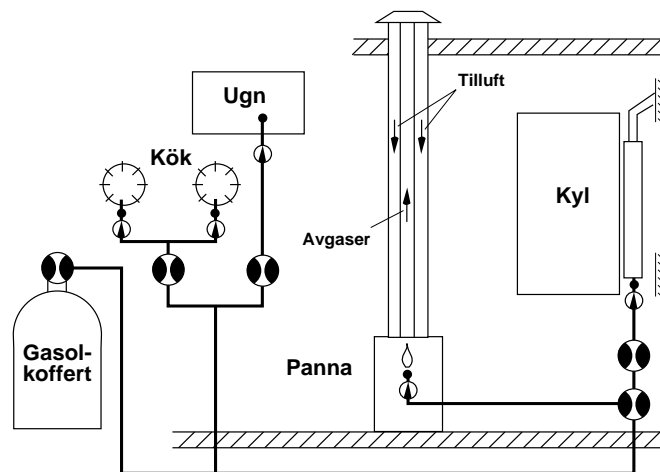 Tilluft
Ugn
Kök
Kyl
Avgaser
Gasol-
koffert
Panna